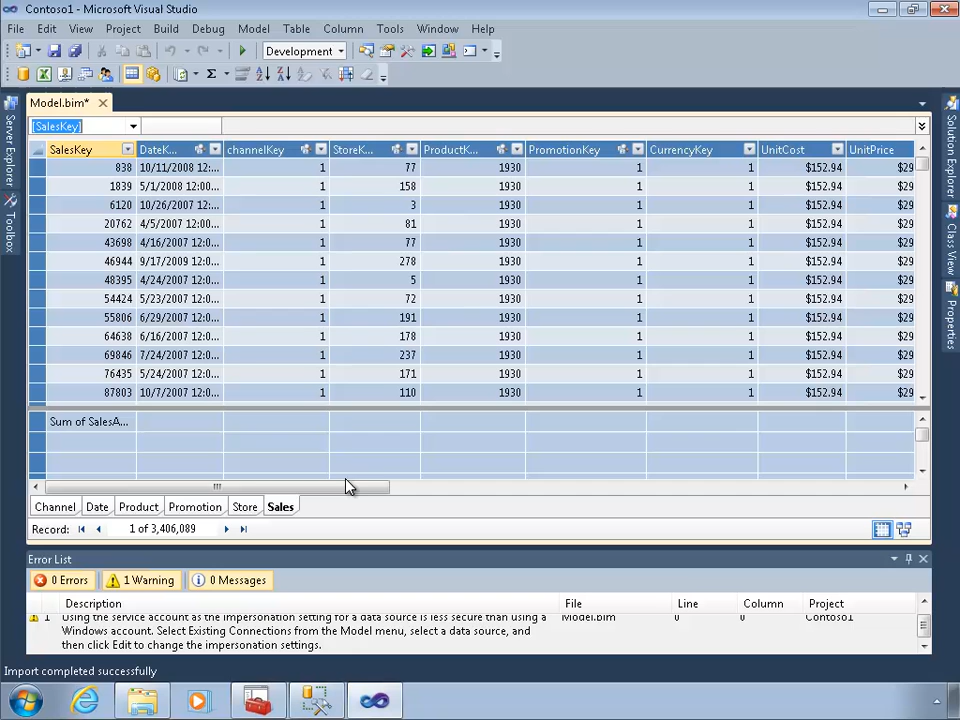 Contoso1 - Microsoft Visual Studio
File Edit View Project Build Debug Model Table Column Tools Window Help
Development
Model.bim*
[SalesKey]
SalesKey DateK... channelKey StoreK... ProductK... PromotionKey CurrencyKey UnitCost UnitPrice
838 10/11/2008 12:... 1 77 1930 1 1 $152.94 $29
1839 5/1/2008 12:00... 1 158 1930 1 1 $152.94 $29
6120 10/26/2007 12:... 1 3 1930 1 1 $152.94 $29
20762 4/5/2007 12:00... 1 81 1930 1 1 $152.94 $29
43698 4/16/2007 12:0... 1 77 1930 1 1 $152.94 $29
46944 9/17/2009 12:0... 1 278 1930 1 1 $152.94 $29
48395 4/24/2007 12:0... 1 5 1930 1 1 $152.94 $29
54424 5/23/2007 12:0... 1 72 1930 1 1 $152.94 $29
55806 6/29/2007 12:0... 1 191 1930 1 1 $152.94 $29
64638 6/16/2007 12:0... 1 178 1930 1 1 $152.94 $29
69846 7/24/2007 12:0... 1 237 1930 1 1 $152.94 $29
76435 5/24/2007 12:0... 1 171 1930 1 1 $152.94 $29
87803 10/7/2007 12:0... 1 110 1930 1 1 $152.94 $29
Sum of SalesA...
Channel Date Product Promotion Store Sales
Record: 1 of 3,406,089
Error List
0 Errors 1 Warning 0 Messages
Description File Line Column Project
1 Using the service account as the impersonation setting for a data source is less secure than using a Model.bim 0 0 Contoso1
Windows account. Select Existing Connections from the Model menu, select a data source, and
then click Edit to change the impersonation settings.
Import completed successfully
Server Explorer
Toolbox
Solution Explorer
Class View
Properties